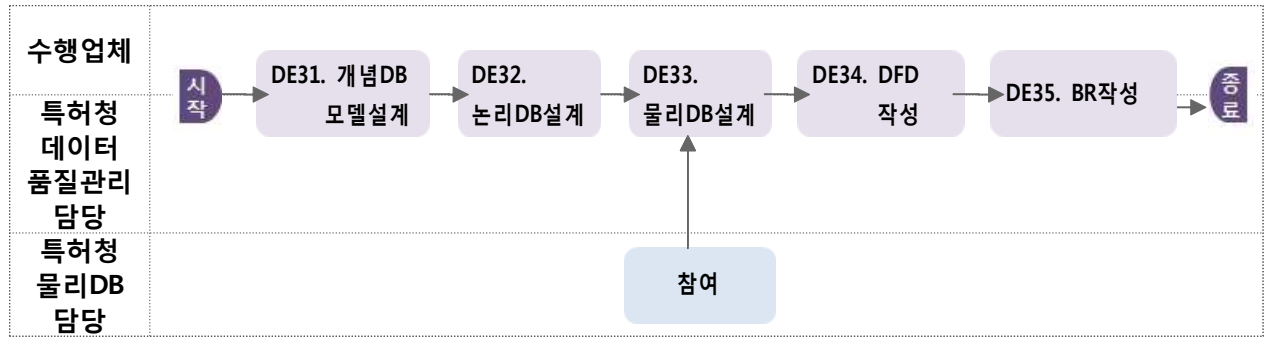 수행업체
시
작
DE31. 개념DB
모델설계
DE32.
논리DB설계
DE33.
물리DB설계
DE34. DFD
작성
DE35. BR작성
종
료
특허청
데이터
품질관리
담당
특허청
물리DB
담당
참여